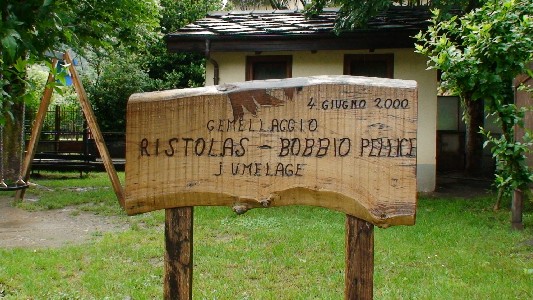 4 GIUGNO 2000
GEMELLAGGIO
RISTOLAS - BOBBIO PELLICE
JUMELAGE